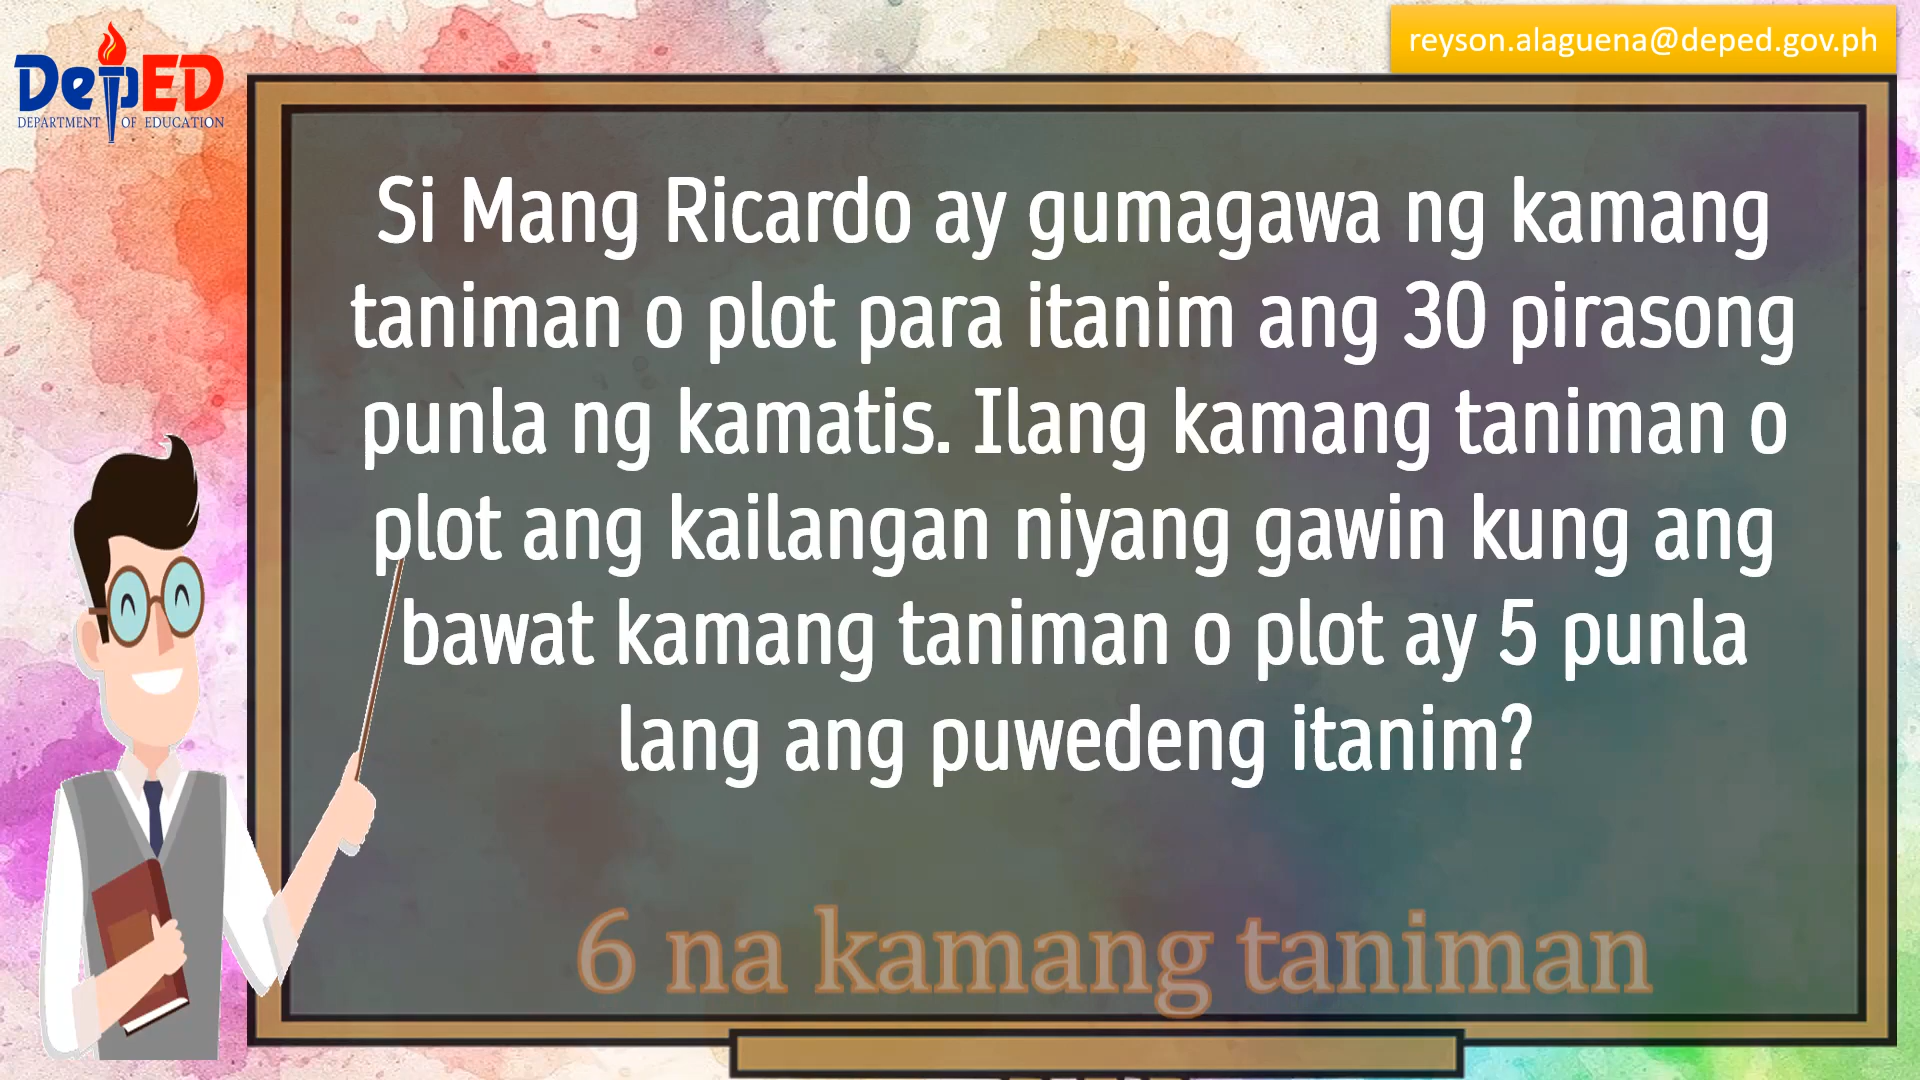 reyson.alaguena@deped.gov.ph
DepED
DEPARTMENT OF EDUCATION
Si Mang Ricardo ay gumagawa ng kamang
taniman o plot para itanim ang 30 pirasong
punla ng kamatis. Ilang kamang taniman o
plot ang kailangan niyang gawin kung ang
bawat kamang taniman o plot ay 5 punla
lang ang puwedeng itanim?
6 na kamang taniman